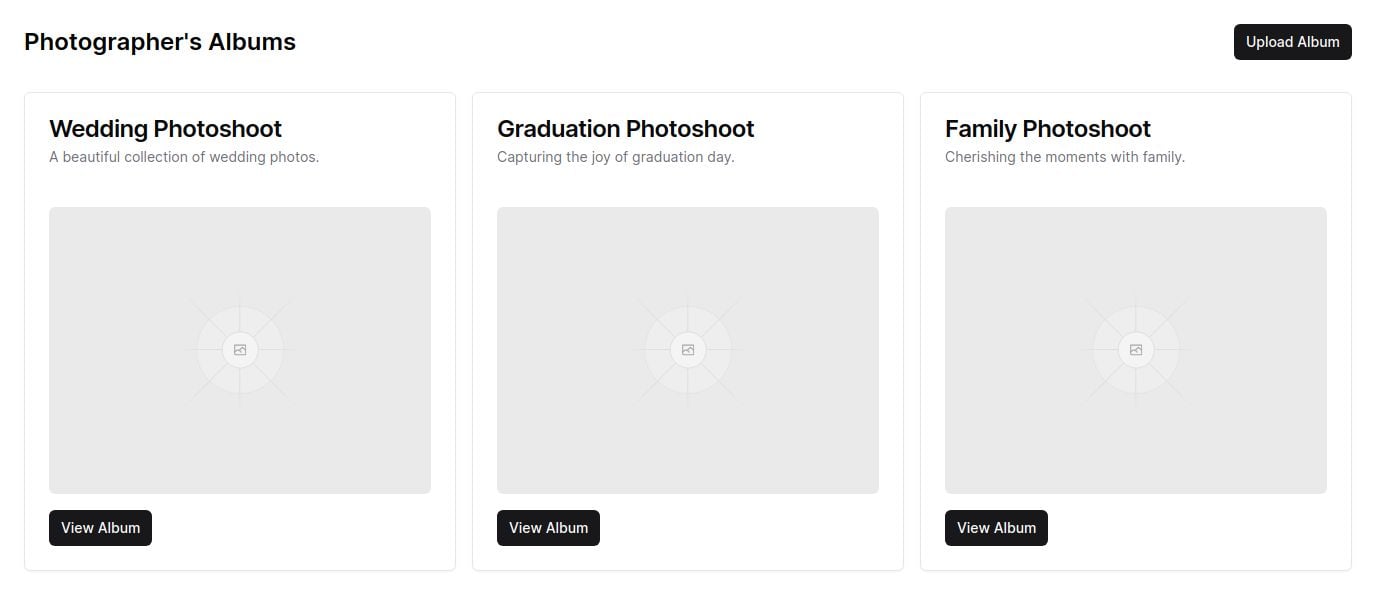 Photographer's Albums
Upload Album
Wedding Photoshoot
A beautiful collection of wedding photos.
View Album
Graduation Photoshoot
Capturing the joy of graduation day.
View Album
Family Photoshoot
Cherishing the moments with family.
View Album